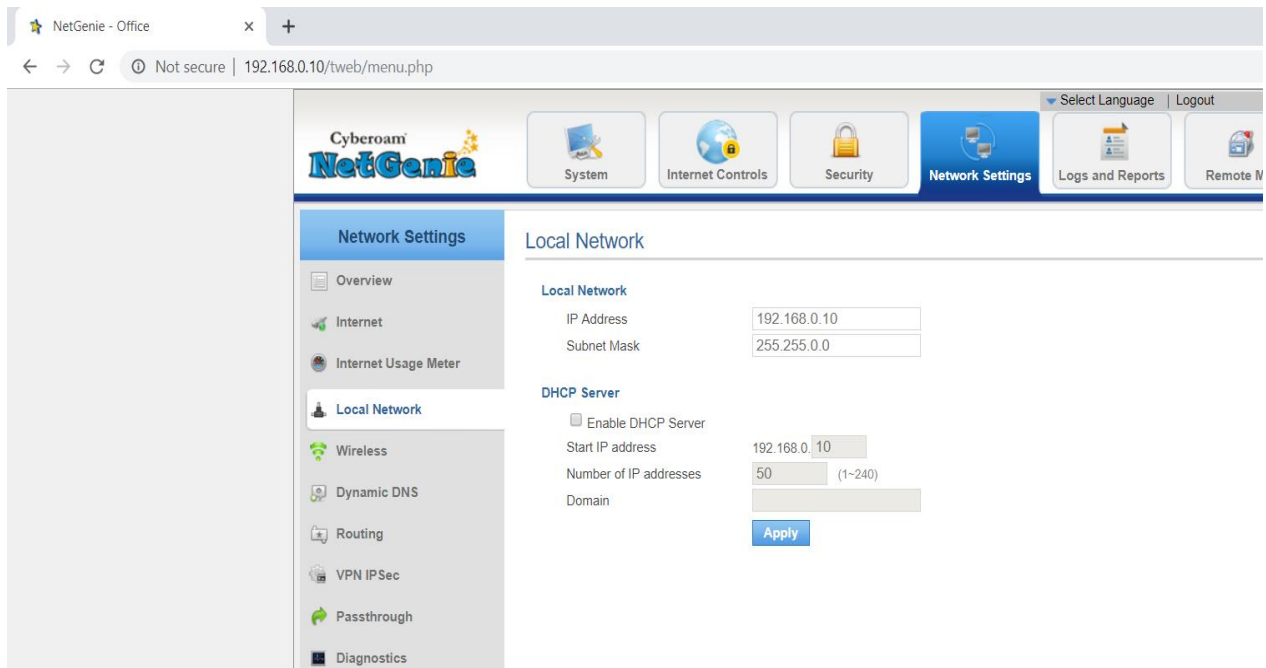 NetGenie - Office
Not secure | 192.168.0.10/tweb/menu.php
Select Language | Logout
Cyberoam
NetGenie
System
Internet Controls
Security
Network Settings
Logs and Reports
Remote M
Network Settings
Overview
Internet
Internet Usage Meter
Local Network
Wireless
Dynamic DNS
Routing
VPN IPSec
Passthrough
Diagnostics
Local Network
Local Network
IP Address 192.168.0.10
Subnet Mask 255.255.0.0
DHCP Server
Enable DHCP Server
Start IP address 192.168.0. 10
Number of IP addresses 50 (1~240)
Domain
Apply